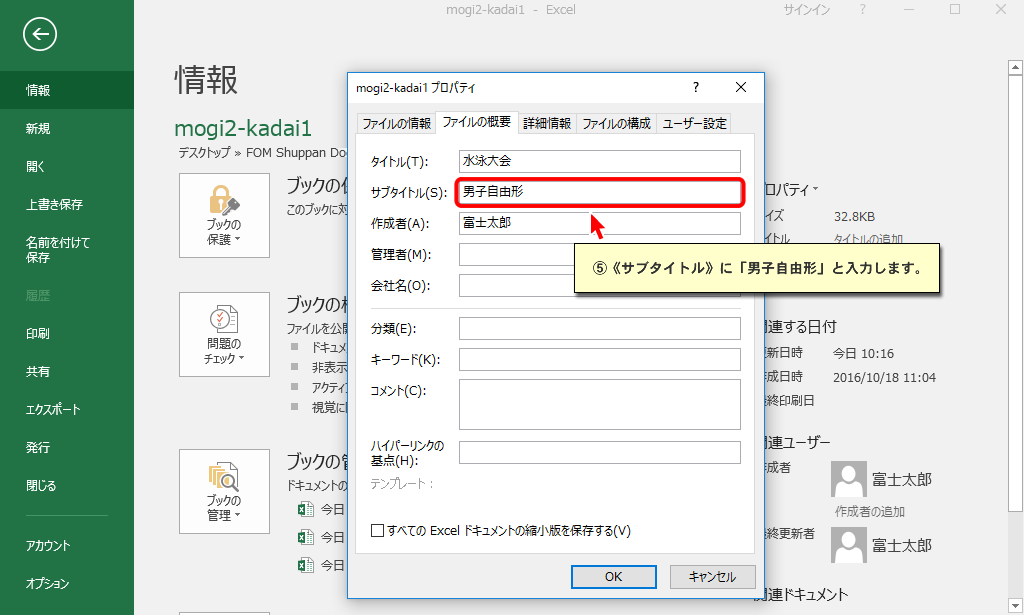 mogi2-kadai1 - Excel
サインイン
?
情報
新規
開く
上書き保存
名前を付けて
保存
履歴
印刷
共有
エクスポート
発行
閉じる
アカウント
オプション
情報
mogi2-kadai1
デスクトップ » FOM Shuppan Do
ブックの
保護
このブックに対
ブックの
問題の
チェック
ファイルを公開
ドキュメ
非表示
アクティ
視覚に
ブックの
ブックの
管理
ドキュメントの
今日
今日
今日
mogi2-kadai1 プロパティ
?
ファイルの情報
ファイルの概要
詳細情報
ファイルの構成
ユーザー設定
タイトル(T):
水泳大会
サブタイトル(S):
男子自由形
作成者(A):
富士太郎
管理者(M):
会社名(O):
⑤《サブタイトル》に「男子自由形」と入力します。
分類(E):
キーワード(K):
コメント(C):
ハイパーリンクの
基点(H):
テンプレート :
すべての Excel ドキュメントの縮小版を保存する(V)
OK
キャンセル
ロパティ
イズ
32.8KB
イトル
タイトルの追加
連する日付
新日時
今日 10:16
成日時
2016/10/18 11:04
終印刷日
連ユーザー
成者
富士太郎
作成者の追加
終更新者
富士太郎
連ドキュメント